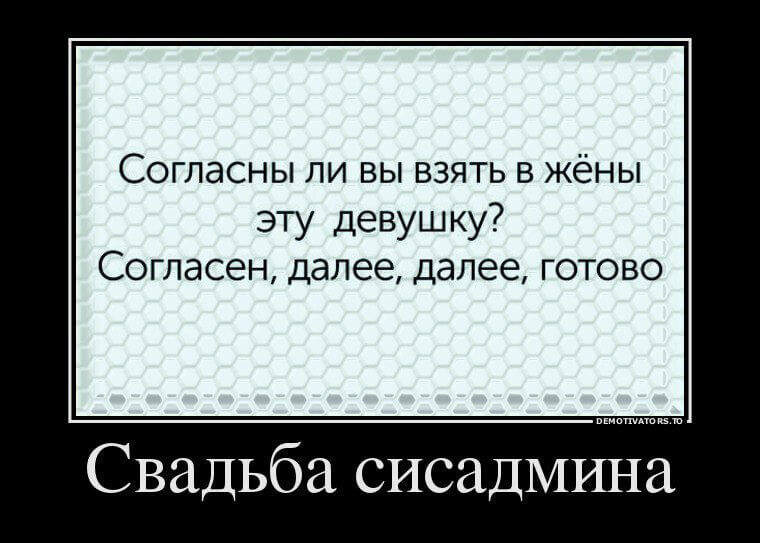 Согласны ли вы взять в жёны
эту девушку?
Согласен, далее, далее, готово
DEMOTIVATORS.TO
Свадьба сисадмина